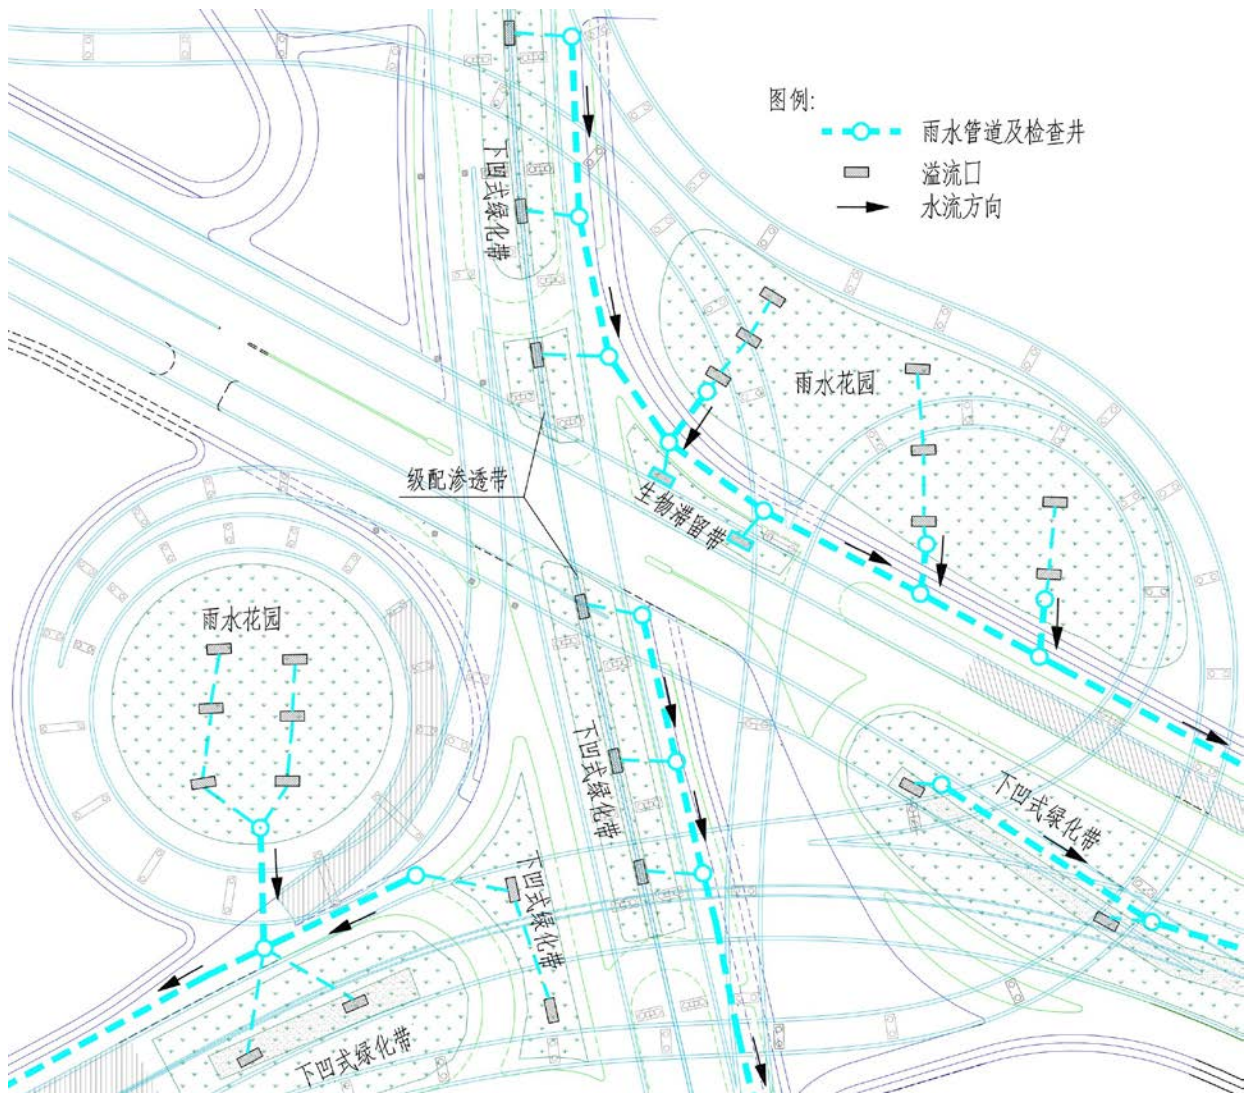 图例:
雨水管道及检查井
溢流口
水流方向
下凹式绿化带
雨水花园
级配渗透带
生物滞留带
雨水花园
下凹式绿化带
下凹式绿化带
下凹式绿化带
下凹式绿化带